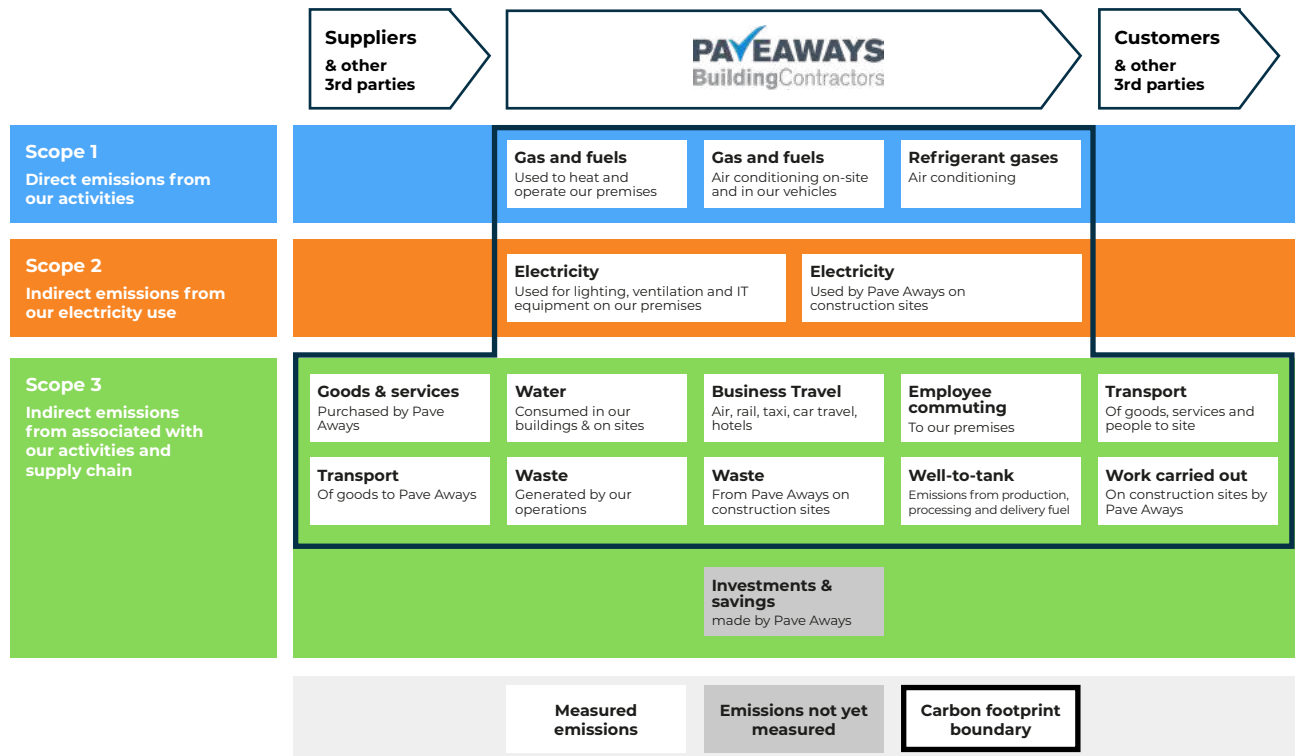 Suppliers
& other
3rd parties
PAVEAWAYS
BuildingContractors
Customers
& other
3rd parties
Scope 1
Direct emissions from
our activities
Gas and fuels
Used to heat and
operate our premises
Gas and fuels
Air conditioning on-site
and in our vehicles
Refrigerant gases
Air conditioning
Scope 2
Indirect emissions from
our electricity use
Electricity
Used for lighting, ventilation and IT
equipment on our premises
Electricity
Used by Pave Aways on
construction sites
Scope 3
Indirect emissions
from associated with
our activities and
supply chain
Goods & services
Purchased by Pave
Aways
Water
Consumed in our
buildings & on sites
Business Travel
Air, rail, taxi, car travel,
hotels
Employee
commuting
To our premises
Transport
Of goods, services and
people to site
Transport
Of goods to Pave Aways
Waste
Generated by our
operations
Waste
From Pave Aways on
construction sites
Well-to-tank
Emissions from production,
processing and delivery fuel
Work carried out
On construction sites by
Pave Aways
Investments &
savings
made by Pave Aways
Measured
emissions
Emissions not yet
measured
Carbon footprint
boundary